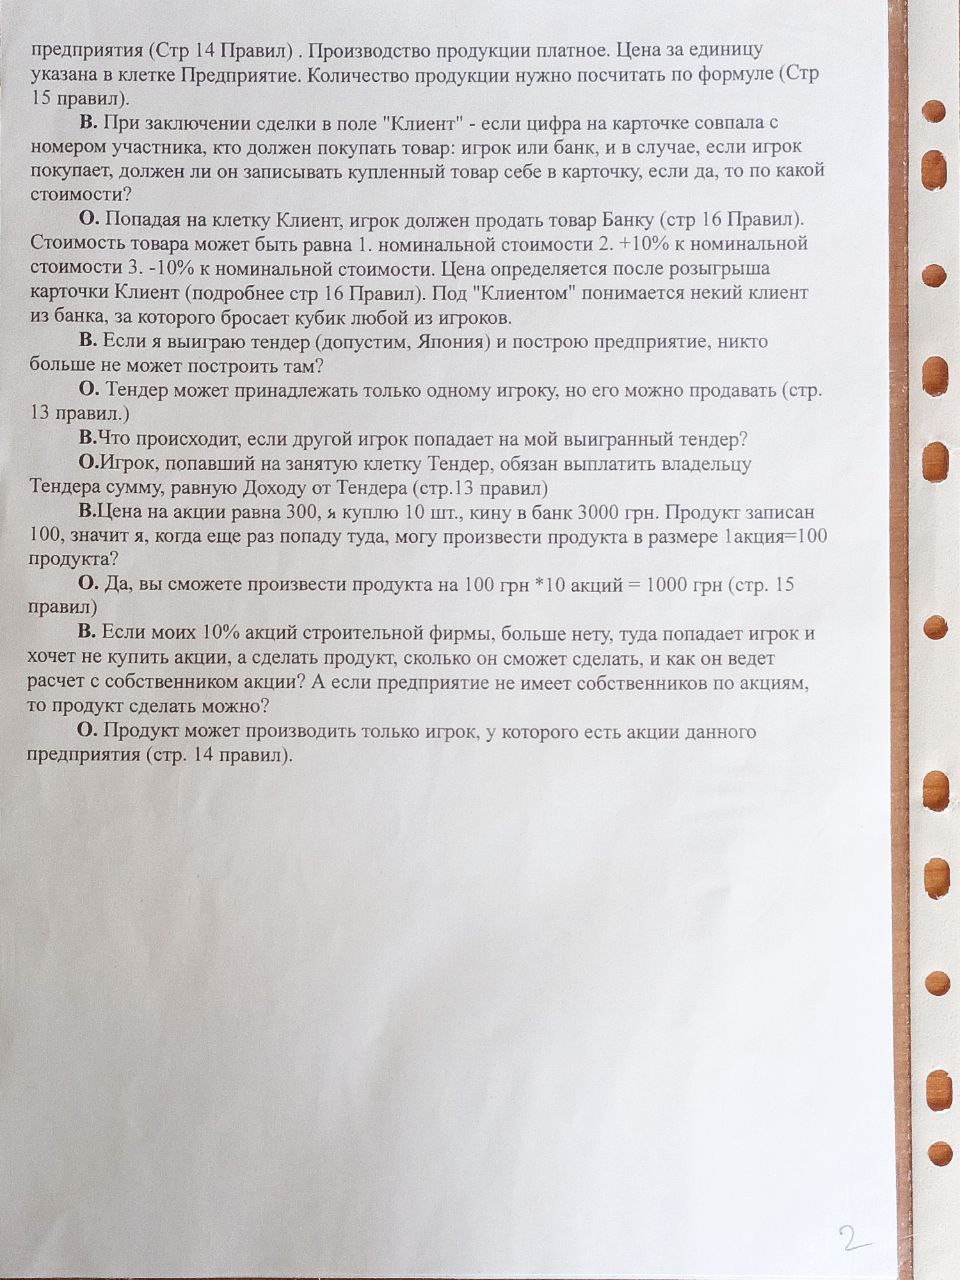 предприятия (Стр 14 Правил) . Производство продукции платное. Цена за единицу
указана в клетке Предприятие. Количество продукции нужно посчитать по формуле (Стр
15 правил).
В. При заключении сделки в поле "Клиент" - если цифра на карточке совпала с
номером участника, кто должен покупать товар: игрок или банк, и в случае, если игрок
покупает, должен ли он записывать купленный товар себе в карточку, если да, то по какой
стоимости?
О. Попадая на клетку Клиент, игрок должен продать товар Банку (стр 16 Правил).
Стоимость товара может быть равна 1. номинальной стоимости 2. +10% к номинальной
стоимости 3. -10% к номинальной стоимости. Цена определяется после розыгрыша
карточки Клиент (подробнее стр 16 Правил). Под "Клиентом" понимается некий клиент
из банка, за которого бросает кубик любой из игроков.
В. Если я выиграю тендер (допустим, Япония) и построю предприятие, никто
больше не может построить там?
О. Тендер может принадлежать только одному игроку, но его можно продавать (стр.
13 правил.)
В.Что происходит, если другой игрок попадает на мой выигранный тендер?
О.Игрок, попавший на занятую клетку Тендер, обязан выплатить владельцу
Тендера сумму, равную Доходу от Тендера (стр.13 правил)
В.Цена на акции равна 300, я куплю 10 шт., кину в банк 3000 грн. Продукт записан
100, значит я, когда еще раз попаду туда, могу произвести продукта в размере 1акция=100
продукта?
О. Да, вы сможете произвести продукта на 100 грн *10 акций = 1000 грн (стр. 15
правил)
В. Если моих 10% акций строительной фирмы, больше нету, туда попадает игрок и
хочет не купить акции, а сделать продукт, сколько он сможет сделать, и как он ведет
расчет с собственником акции? А если предприятие не имеет собственников по акциям,
то продукт сделать можно?
О. Продукт может производить только игрок, у которого есть акции данного
предприятия (стр. 14 правил).
2